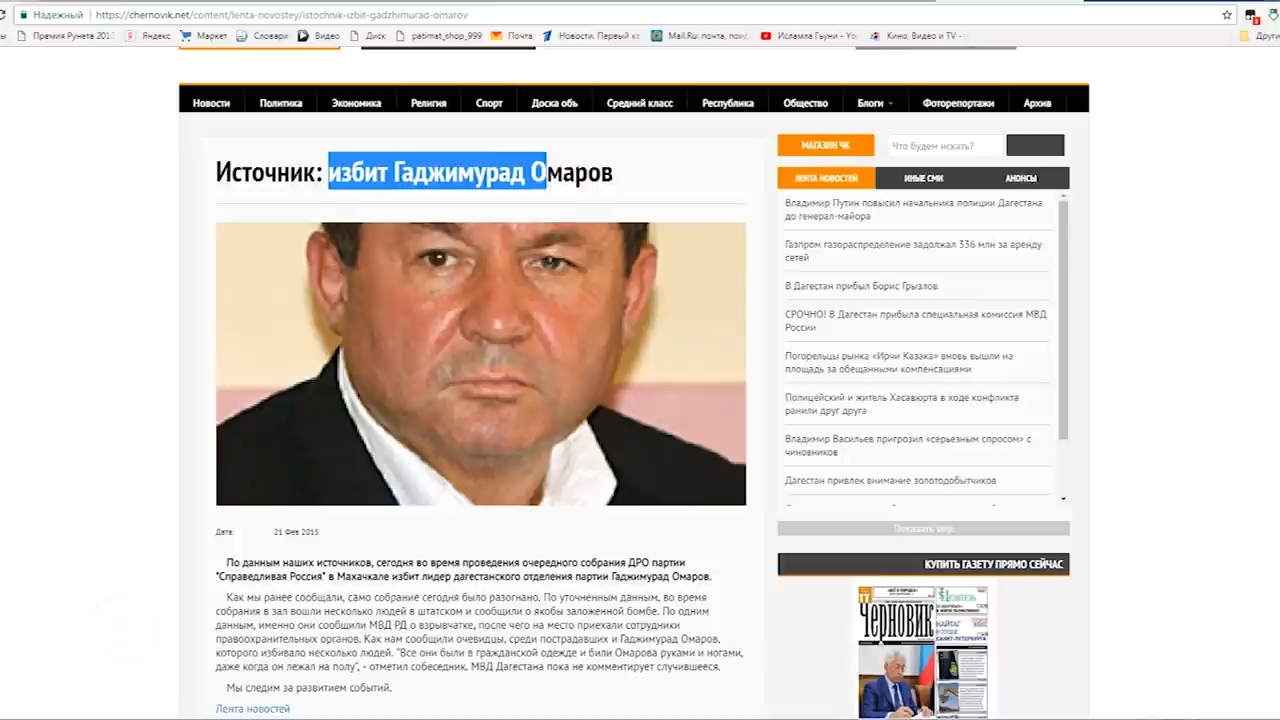 Надежный
https://chernovik.net/content/lenta-novostey/istochnik-izbit-gadzhimurad-omarov
Премия Рунета 201
Яндекс
Маркет
Словари
Видео
Диск
patimat_shop_999
Почта
Новости. Первый к
Mail.Ru: почта, поис
Исламла Гьуни - Yo
Кино, Видео и TV -
Други
Новости
Политика
Экономика
Религия
Спорт
Доска объ
Средний класс
Республика
Общество
Блоги
Фоторепортажи
Архив
Источник: избит Гаджимурад Омаров
Дата: 21 Фев 2015
По данным наших источников, сегодня во время проведения очередного собрания ДРО партии
"Справедливая Россия" в Махачкале избит лидер дагестанского отделения партии Гаджимурад Омаров.
Как мы ранее сообщали, само собрание сегодня было разогнано. По уточненным данным, во время
собрания в зал вошли несколько людей в штатском и сообщили о якобы заложенной бомбе. По одним
данным, именно они сообщили МВД РД о взрывчатке, после чего на место приехали сотрудники
правоохранительных органов. Как нам сообщили очевидцы, среди пострадавших и Гаджимурад Омаров,
которого избивало несколько людей. "Все они были в гражданской одежде и били Омарова руками и ногами,
даже когда он лежал на полу", - отметил собеседник. МВД Дагестана пока не комментирует случившееся.
Мы следим за развитием событий.
Лента новостей
МАГАЗИН ЧК
Что будем искать?
ЛЕНТА НОВОСТЕЙ
ИНЫЕ СМИ
АНОНСЫ
Владимир Путин повысил начальника полиции Дагестана
до генерал-майора
Газпром газораспределение задолжал 336 млн за аренду
сетей
В Дагестан прибыл Борис Грызлов
СРОЧНО! В Дагестан прибыла специальная комиссия МВД
России
Погорельцы рынка «Ирчи Казака» вновь вышли на
площадь за обещанными компенсациями
Полицейский и житель Хасавюрта в ходе конфликта
ранили друг друга
Владимир Васильев пригрозил «серьезным спросом» с
чиновников
Дагестан привлек внимание золотодобытчиков
Показать еще
КУПИТЬ ГАЗЕТУ ПРЯМО СЕЙЧАС
Черновик